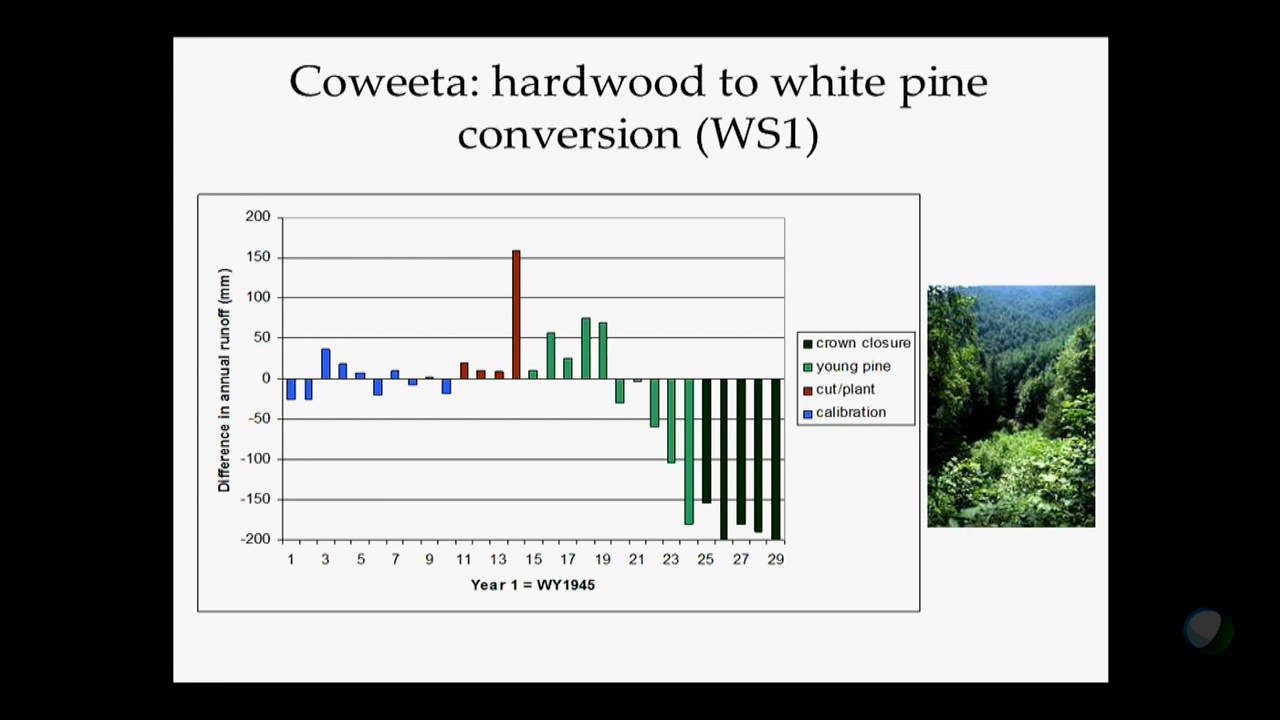 Coweeta: hardwood to white pine
conversion (WS1)
Difference in annual runoff (mm)
200
150
100
50
0
-50
-100
-150
-200
1 3 5 7 9 11 13 15 17 19 21 23 25 27 29
Year 1 = WY1945
crown closure
young pine
cut/plant
calibration